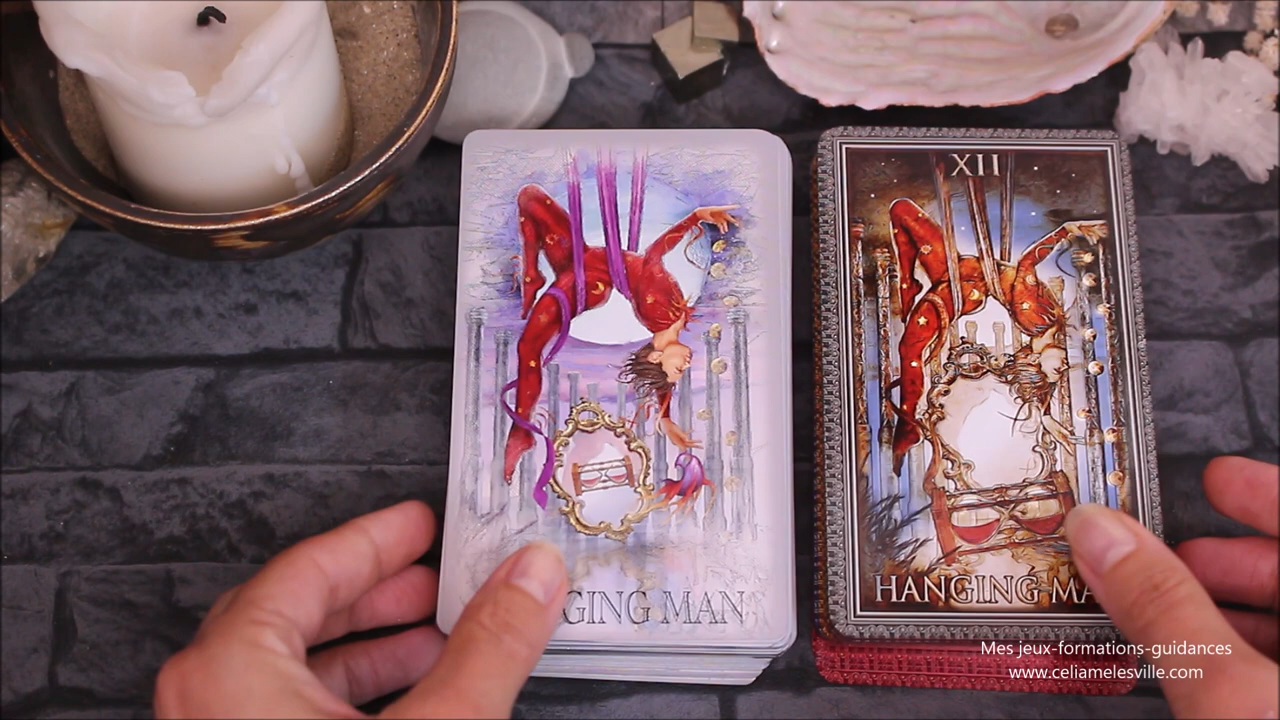 XII
GING MAN
HANGING MA
Mes jeux-formations-guidances
www.celiamelesville.com